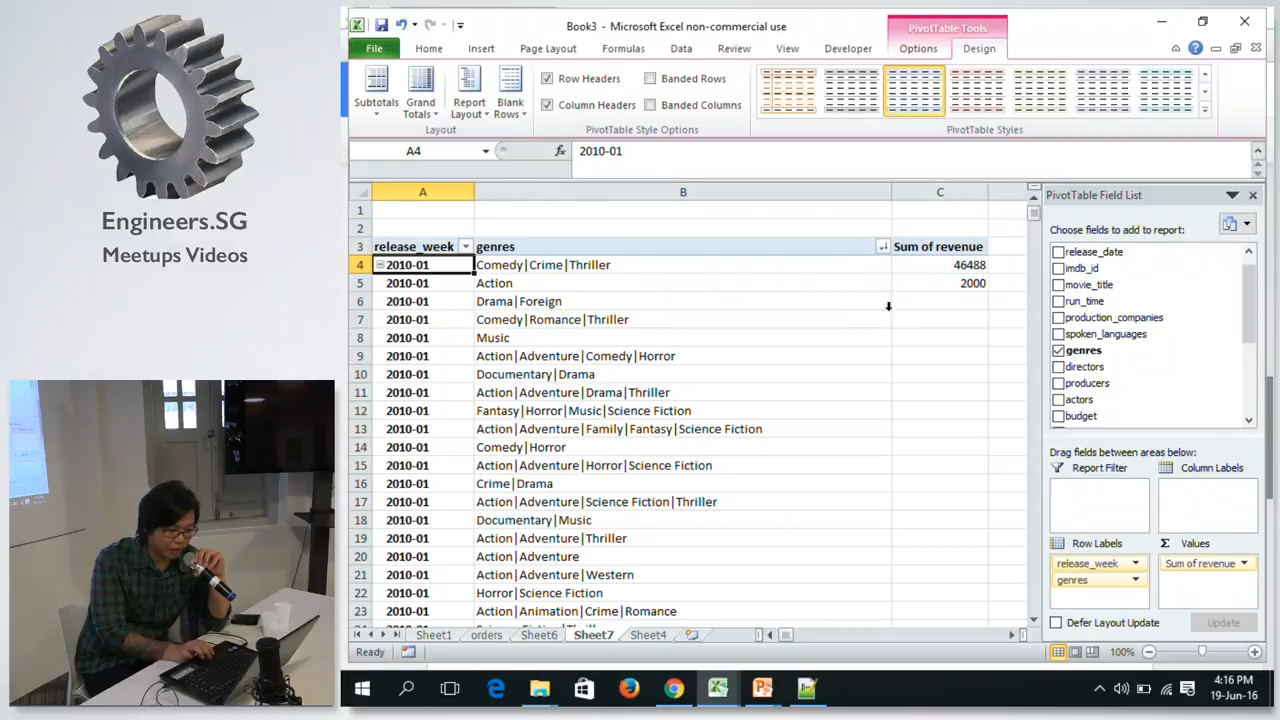 Engineers.SG
Meetups Videos
Book3 - Microsoft Excel non-commercial use
PivotTable Tools
File Home Insert Page Layout Formulas Data Review View Developer Options Design
Subtotals
Grand Totals
Report Layout
Blank Rows
Layout
Row Headers
Banded Rows
Column Headers
Banded Columns
PivotTable Style Options
PivotTable Styles
A4 fx 2010-01
A B C
1
2
3 release_week genres Sum of revenue
4 2010-01 Comedy|Crime|Thriller 46488
5 2010-01 Action 2000
6 2010-01 Drama|Foreign
7 2010-01 Comedy|Romance|Thriller
8 2010-01 Music
9 2010-01 Action|Adventure|Comedy|Horror
10 2010-01 Documentary|Drama
11 2010-01 Action|Adventure|Drama|Thriller
12 2010-01 Fantasy|Horror|Music|Science Fiction
13 2010-01 Action|Adventure|Family|Fantasy|Science Fiction
14 2010-01 Comedy|Horror
15 2010-01 Action|Adventure|Horror|Science Fiction
16 2010-01 Crime|Drama
17 2010-01 Action|Adventure|Science Fiction|Thriller
18 2010-01 Documentary|Music
19 2010-01 Action|Adventure|Thriller
20 2010-01 Action|Adventure
21 2010-01 Action|Adventure|Western
22 2010-01 Horror|Science Fiction
23 2010-01 Action|Animation|Crime|Romance
Sheet1 orders Sheet6 Sheet7 Sheet4
Ready
PivotTable Field List
Choose fields to add to report:
release_date
imdb_id
movie_title
run_time
production_companies
spoken_languages
genres
directors
producers
actors
budget
Drag fields between areas below:
Report Filter
Column Labels
Row Labels
Σ Values
release_week
genres
Sum of revenue
Defer Layout Update
Update
100%
4:16 PM
19-Jun-16